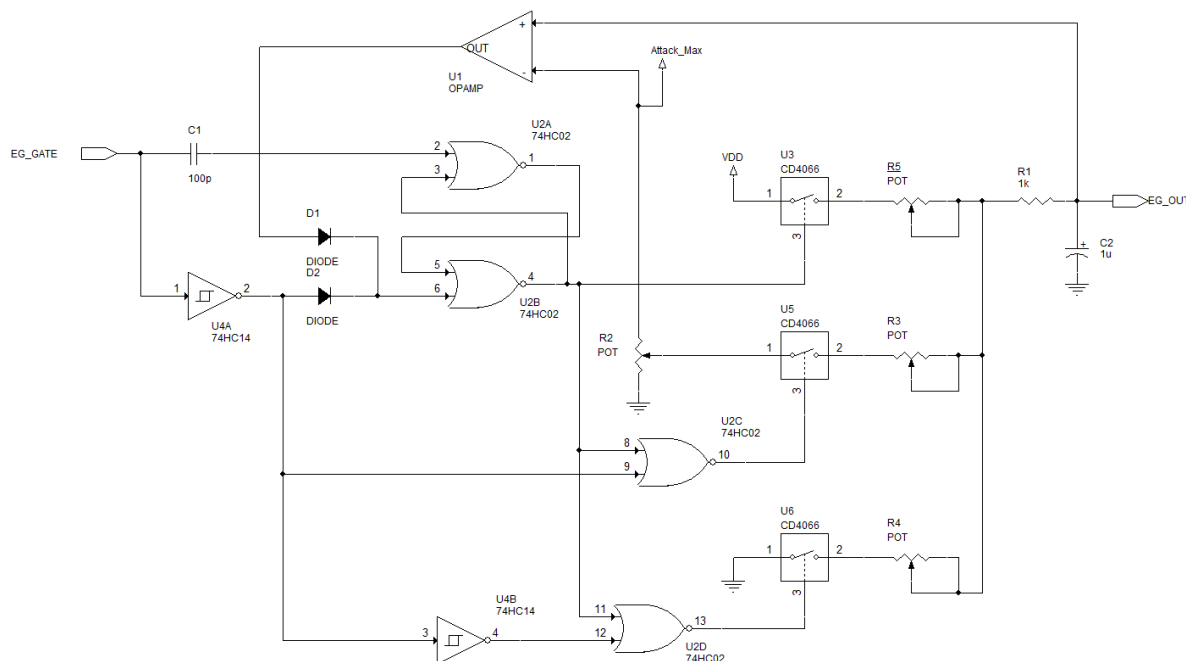 OUT
+
-
U1
OPAMP
Attack_Max
C1
100p
EG_GATE
U2A
74HC02
2
3
1
VDD
U3
CD4066
1
2
3
R5
POT
R1
1k
EG_OUT
C2
+
1u
D1
DIODE
D2
DIODE
5
6
4
U2B
74HC02
1
2
U4A
74HC14
R2
POT
U5
CD4066
1
2
3
R3
POT
U2C
74HC02
8
9
10
U6
CD4066
1
2
3
R4
POT
U4B
74HC14
3
4
11
12
13
U2D
74HC02